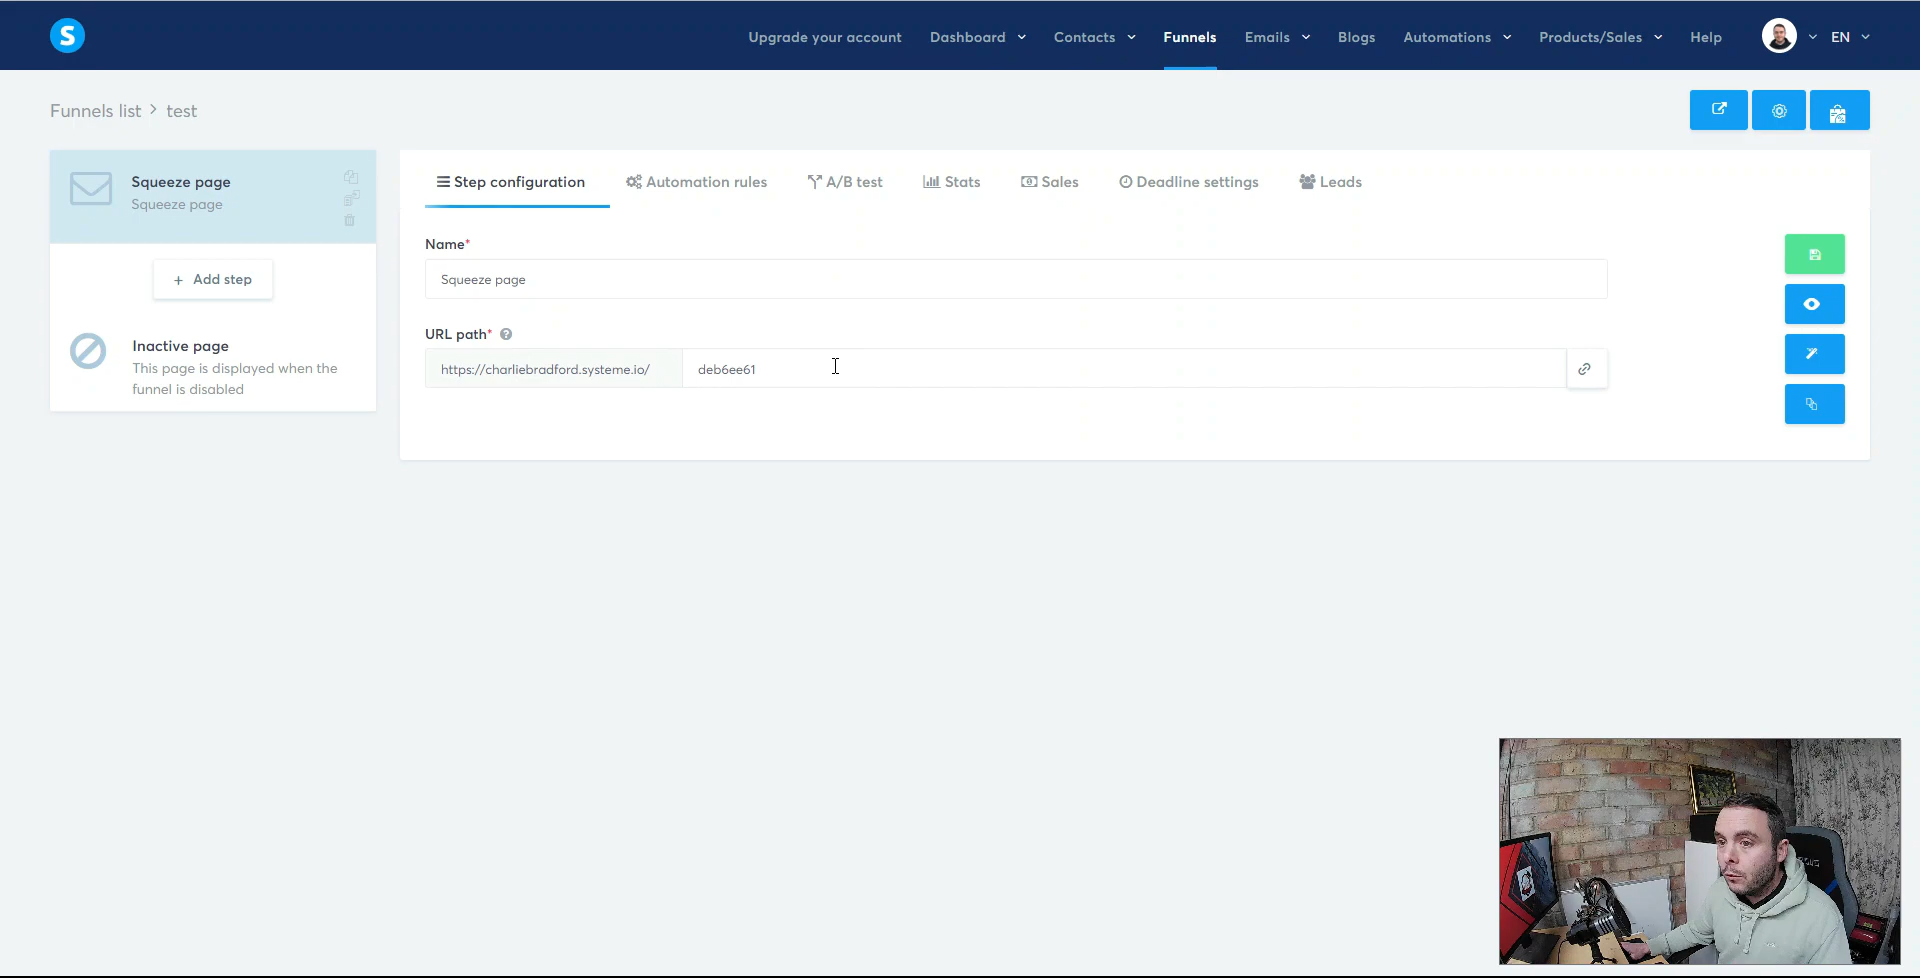 S
Upgrade your account
Dashboard
Contacts
Funnels
Emails
Blogs
Automations
Products/Sales
Help
EN
Funnels list > test
Squeeze page
Squeeze page
+ Add step
Inactive page
This page is displayed when the
funnel is disabled
Step configuration
Automation rules
A/B test
Stats
Sales
Deadline settings
Leads
Name*
Squeeze page
URL path* ?
https://charliebradford.systeme.io/
deb6ee61